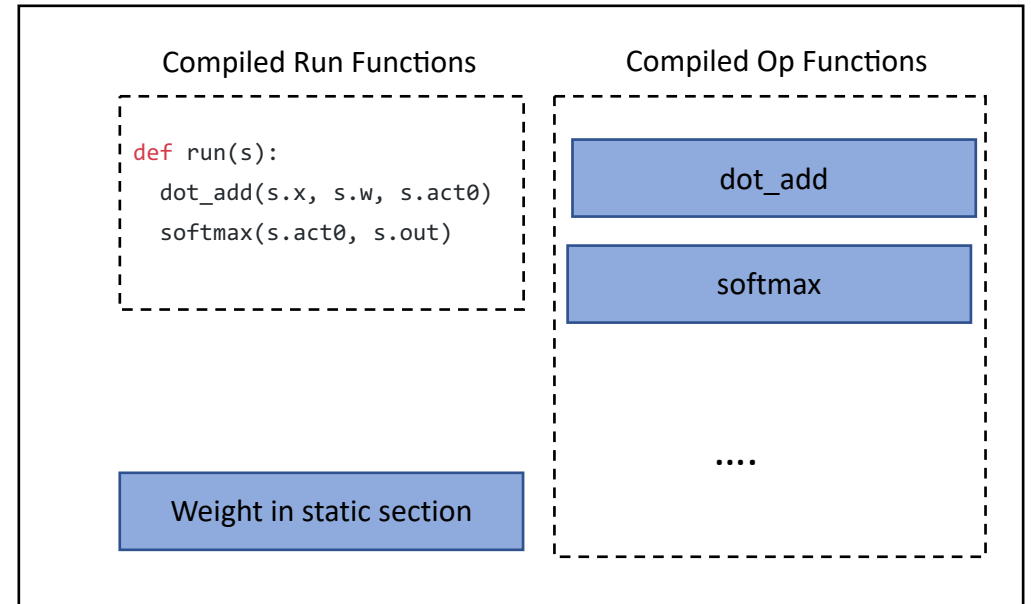 Compiled Run Functions
def run(s):
dot_add(s.x, s.w, s.act0)
softmax(s.act0, s.out)
Weight in static section
Compiled Op Functions
dot_add
softmax
....